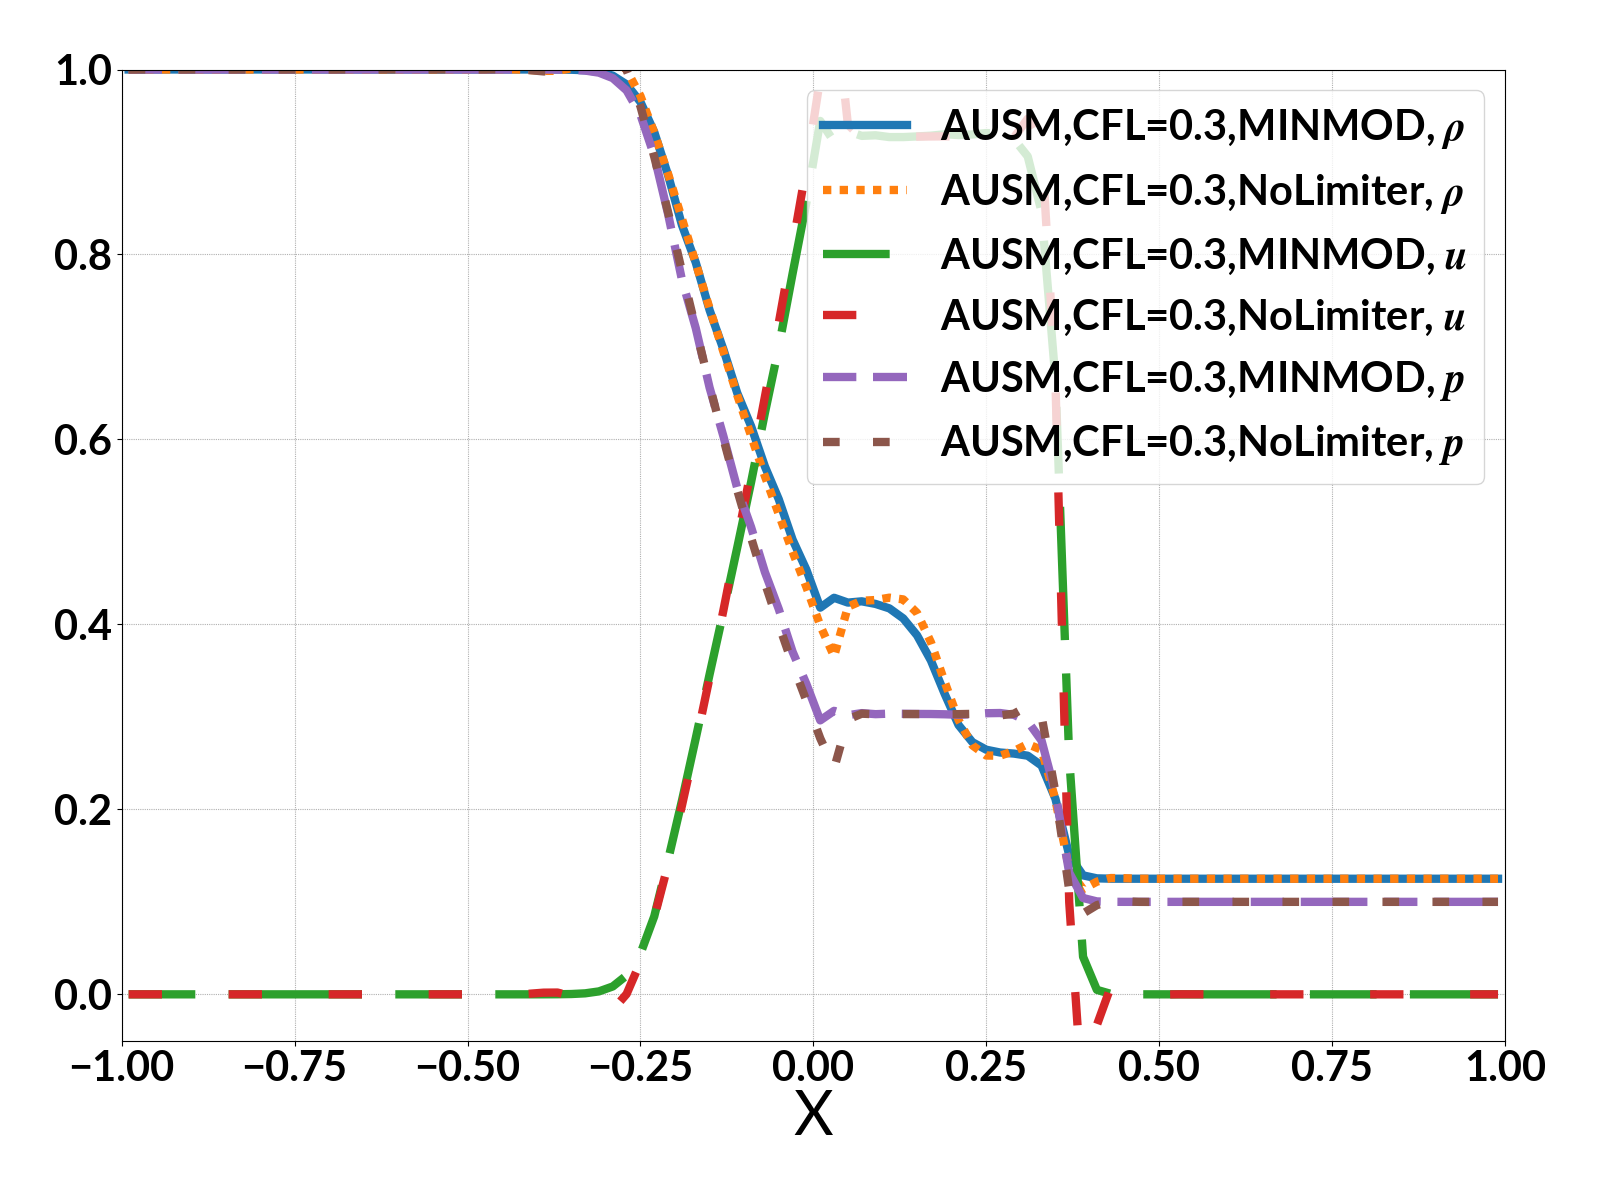 1.0
0.8
0.6
0.4
0.2
0.0
AUSM,CFL=0.3,MINMOD, ρ
AUSM,CFL=0.3,NoLimiter, ρ
AUSM,CFL=0.3,MINMOD, u
AUSM,CFL=0.3,NoLimiter, u
AUSM,CFL=0.3,MINMOD, p
AUSM,CFL=0.3,NoLimiter, p
−1.00 −0.75 −0.50 −0.25 0.00 0.25 0.50 0.75 1.00
X